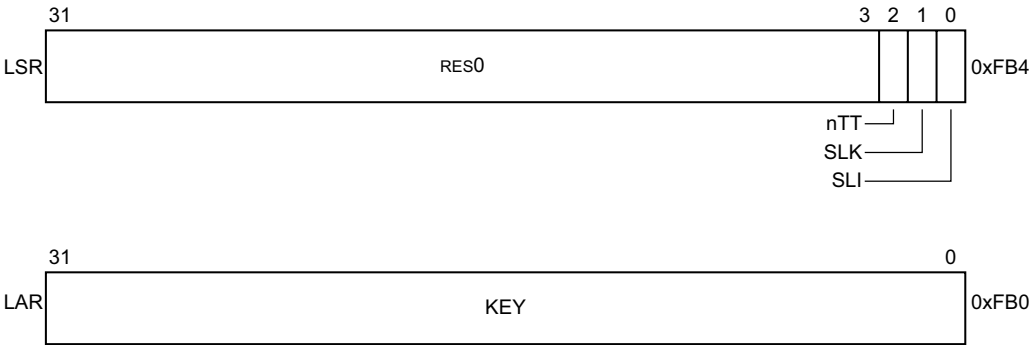 31 3 2 1 0
LSR RES0 0xFB4
nTT
SLK
SLI
31 0
LAR KEY 0xFB0